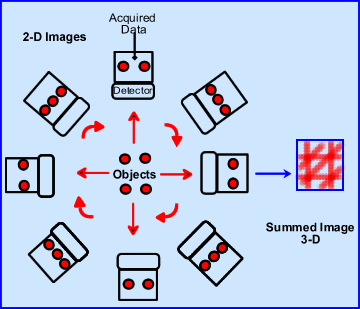 Acquired
Data
2-D Images
Detector
Objects
Summed Image
3-D